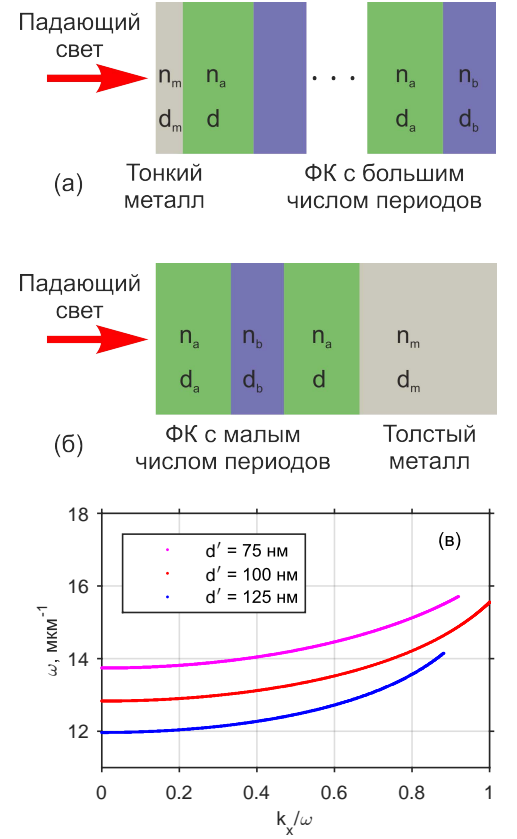 Падающий
свет
n_m n_a · · · n_a n_b
d_m d d_a d_b
(а)
Тонкий
металл
ФК с большим
числом периодов
Падающий
свет
n_a n_b n_a n_m
d_a d_b d d_m
(б)
ФК с малым
числом периодов
Толстый
металл
(в)
d′ = 75 нм
d′ = 100 нм
d′ = 125 нм
ω, мкм⁻¹
18
16
14
12
0 0.2 0.4 0.6 0.8 1
k_x/ω